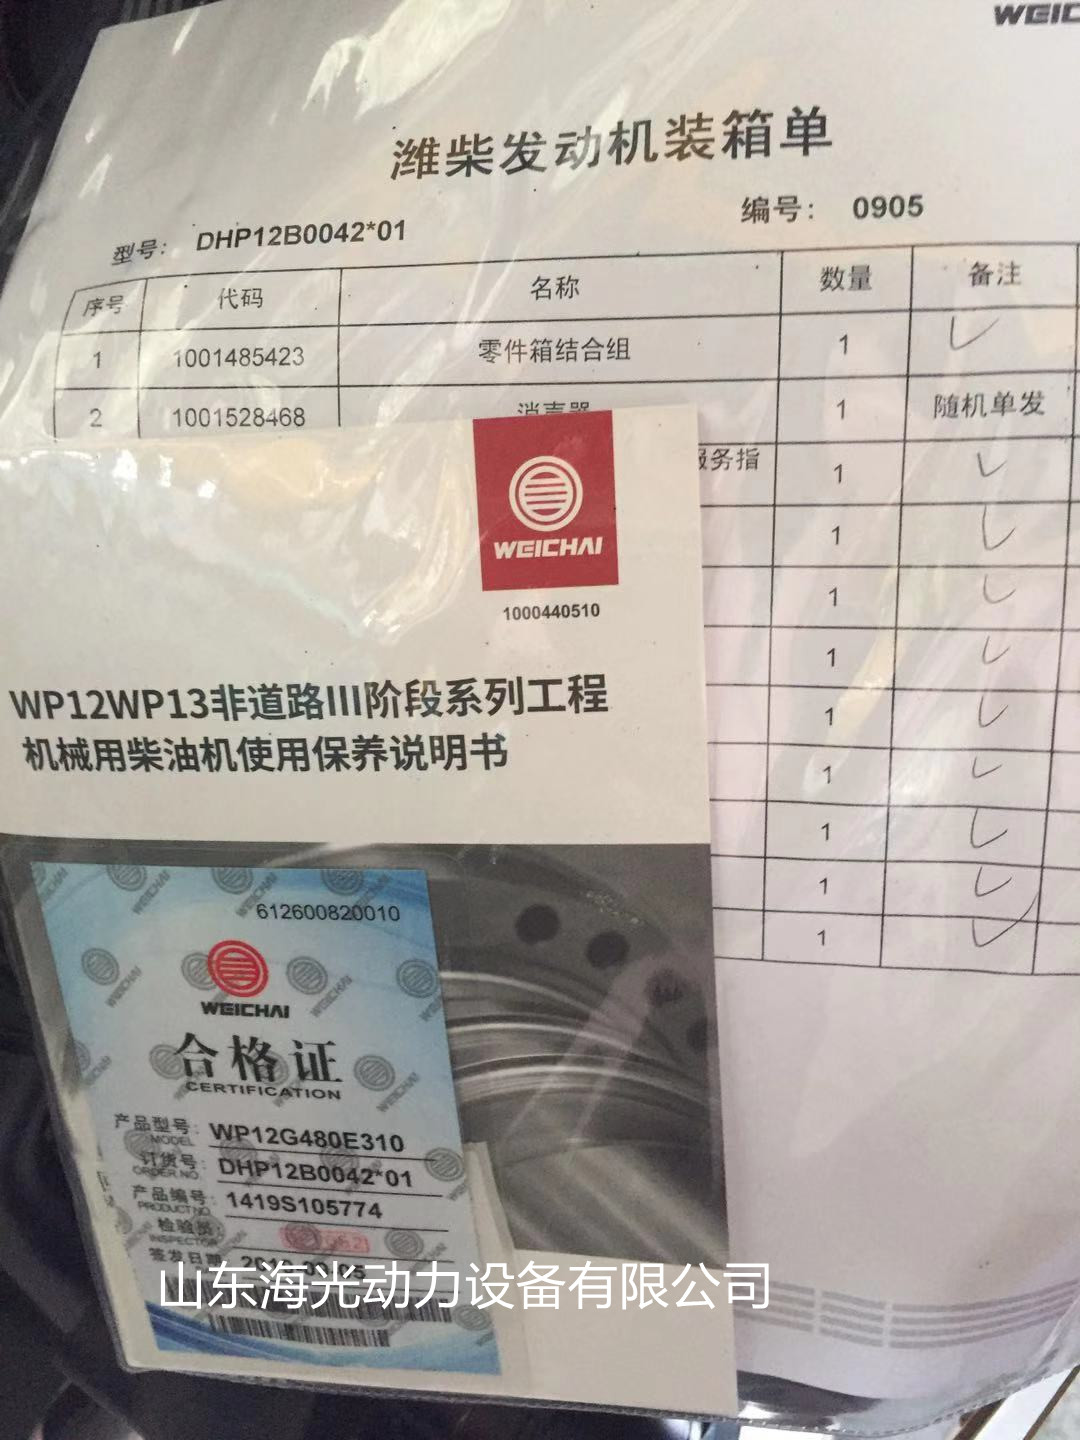 WEIC
潍柴发动机装箱单
型号: DHP12B0042*01
编号: 0905
序号 代码 名称 数量 备注
1 1001485423 零件箱结合组 1
2 1001528468 消声器 1 随机单发
服务指 1
1
1
1
1
1
1
1
1
WEICHAI
1000440510
WP12WP13非道路III阶段系列工程
机械用柴油机使用保养说明书
612600820010
WEICHAI
合格证
CERTIFICATION
产品型号: WP12G480E310
MODEL
订货号: DHP12B0042*01
ORDER NO.
产品编号: 1419S105774
PRODUCT NO.
检验员:
INSPECTOR
签发日期
山东海光动力设备有限公司